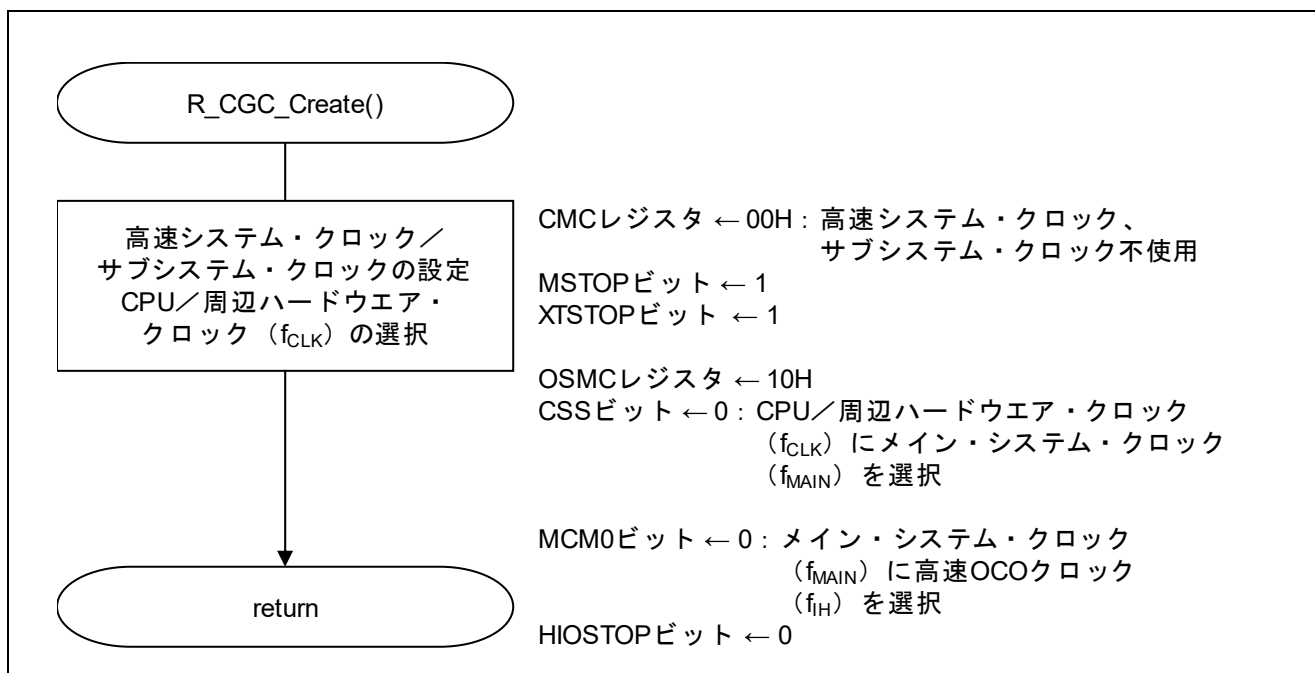 R_CGC_Create()
高速システム・クロック／
サブシステム・クロックの設定
CPU／周辺ハードウエア・
クロック（fCLK）の選択
return
CMCレジスタ ← 00H：高速システム・クロック、
サブシステム・クロック不使用
MSTOPビット ← 1
XTSTOPビット ← 1
OSMCレジスタ ← 10H
CSSビット ← 0：CPU／周辺ハードウエア・クロック
（fCLK）にメイン・システム・クロック
（fMAIN）を選択
MCM0ビット ← 0：メイン・システム・クロック
（fMAIN）に高速OCOクロック
（fIH）を選択
HIOSTOPビット ← 0